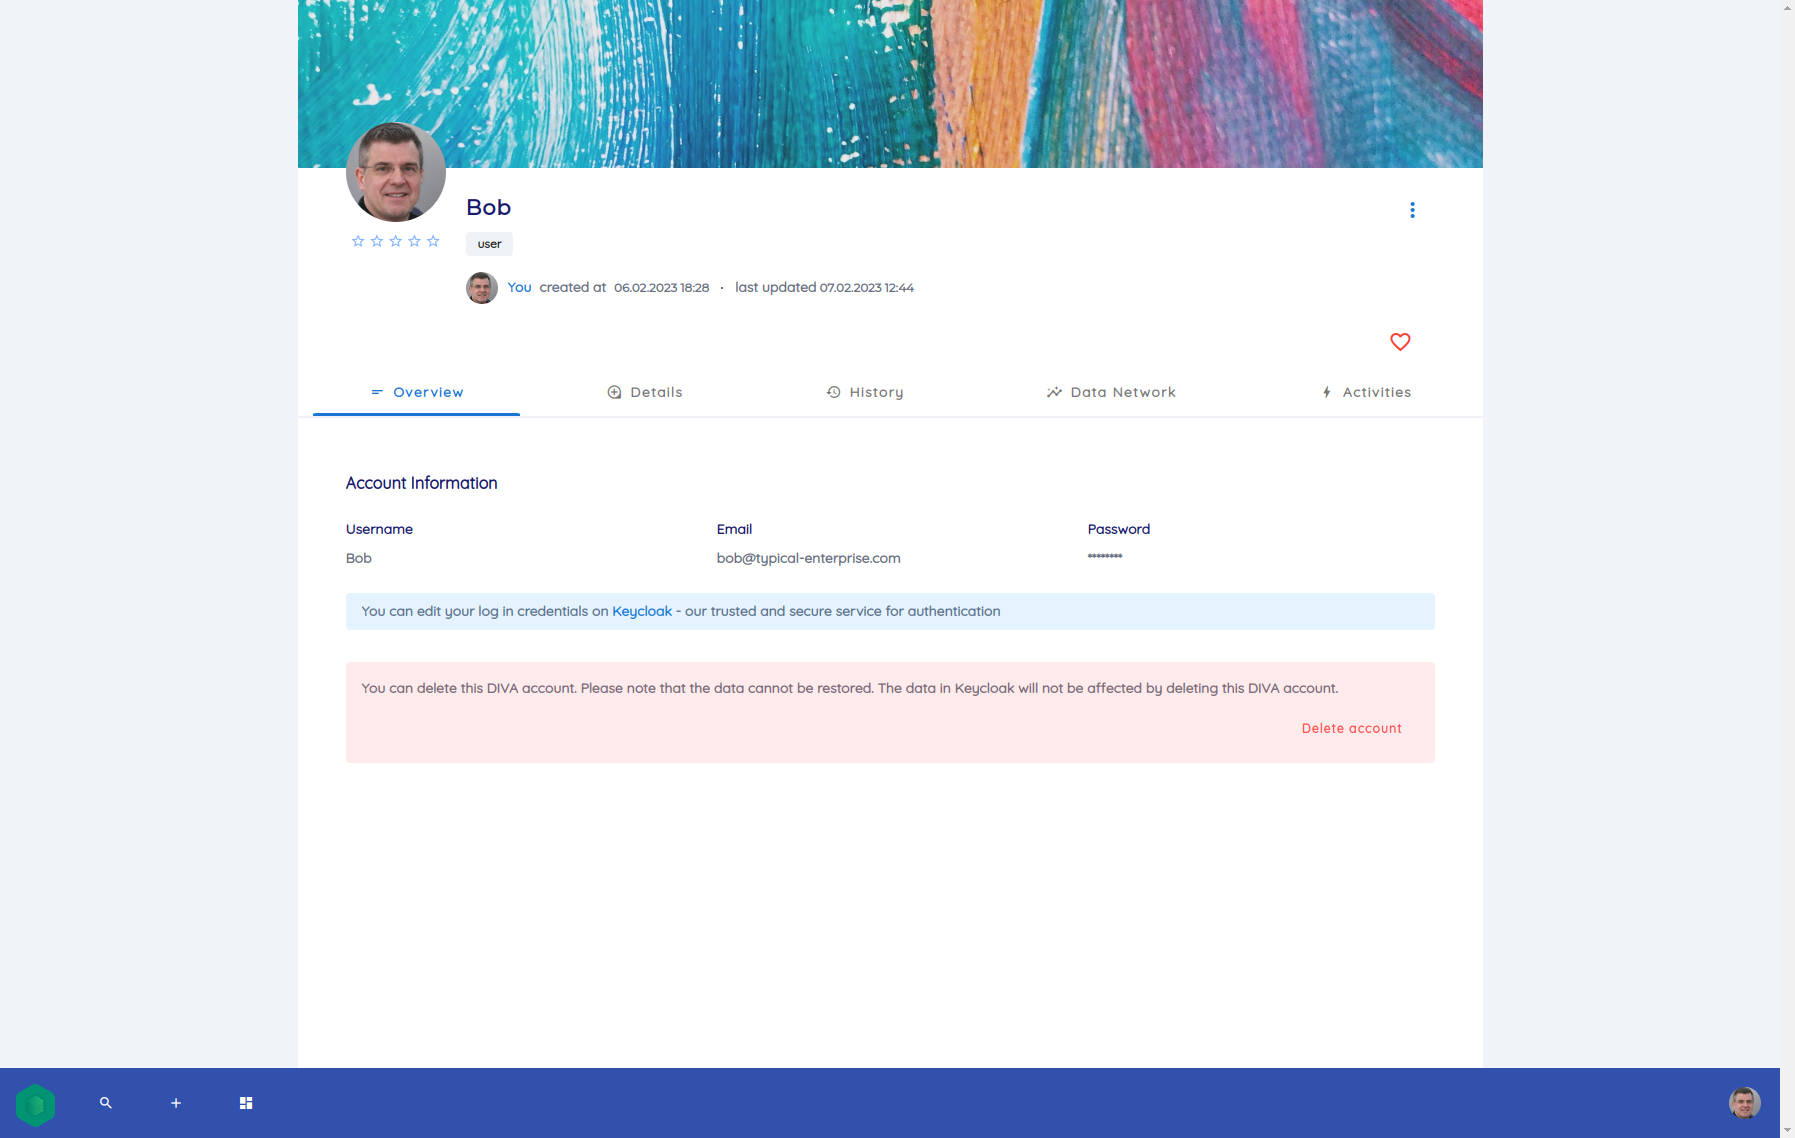 Bob
user
You created at 06.02.2023 18:28 · last updated 07.02.2023 12:44
Overview Details History Data Network Activities
Account Information
Username Email Password
Bob bob@typical-enterprise.com ********
You can edit your log in credentials on Keycloak - our trusted and secure service for authentication
You can delete this DIVA account. Please note that the data cannot be restored. The data in Keycloak will not be affected by deleting this DIVA account.
Delete account